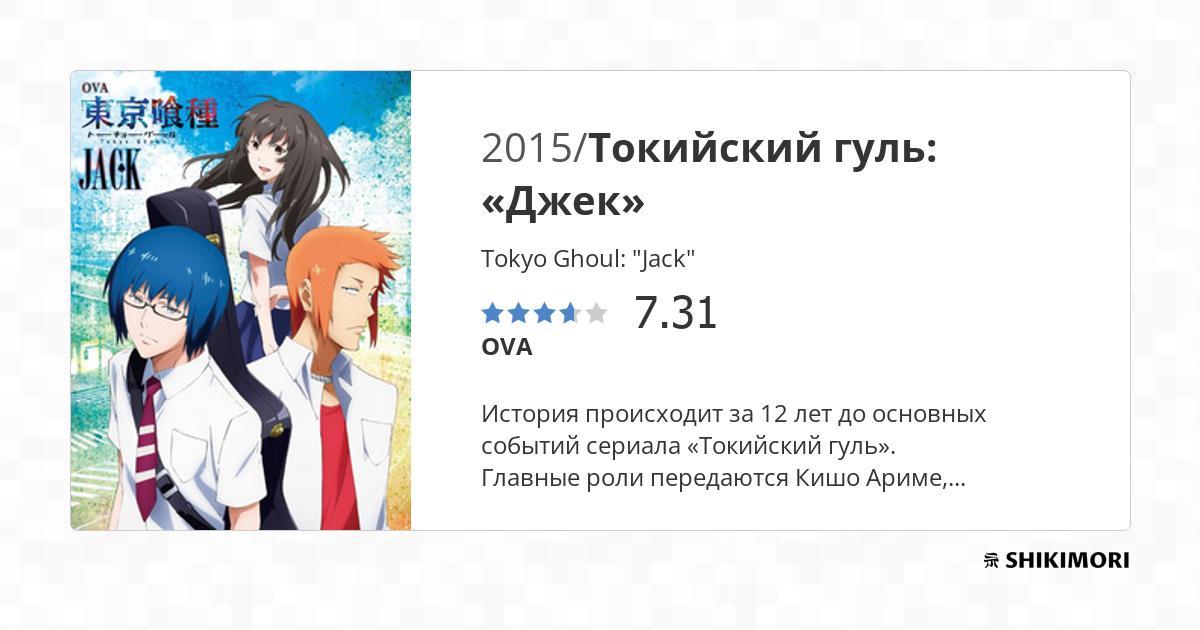 OVA
東京喰種
トーキョーグール
JACK
2015/Токийский гуль:
«Джек»
Tokyo Ghoul: "Jack"
7.31
OVA
История происходит за 12 лет до основных
событий сериала «Токийский гуль».
Главные роли передаются Кишо Ариме,...
SHIKIMORI